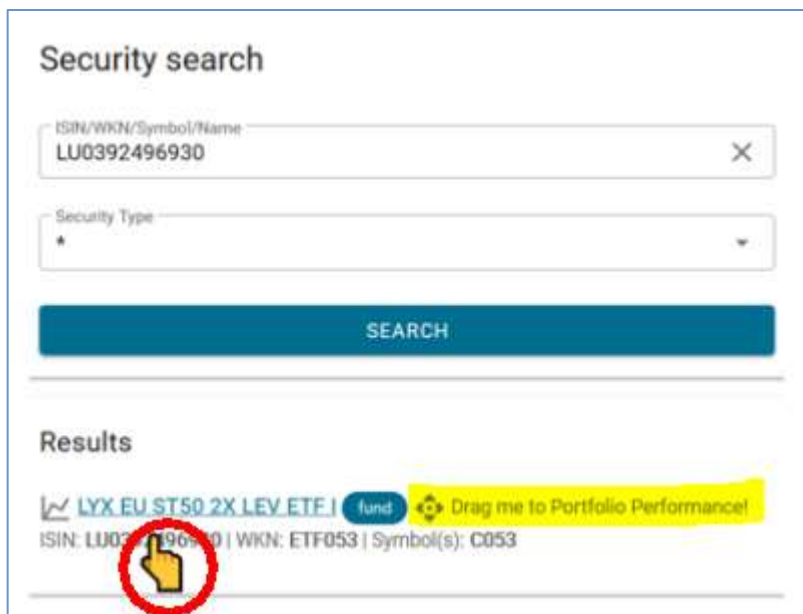 Security search
ISIN/WKN/Symbol/Name
LU0392496930
Security Type
*
SEARCH
Results
LYX EU ST50 2X LEV ETF I fund Drag me to Portfolio Performance!
ISIN: LU0392496930 | WKN: ETF053 | Symbol(s): C053